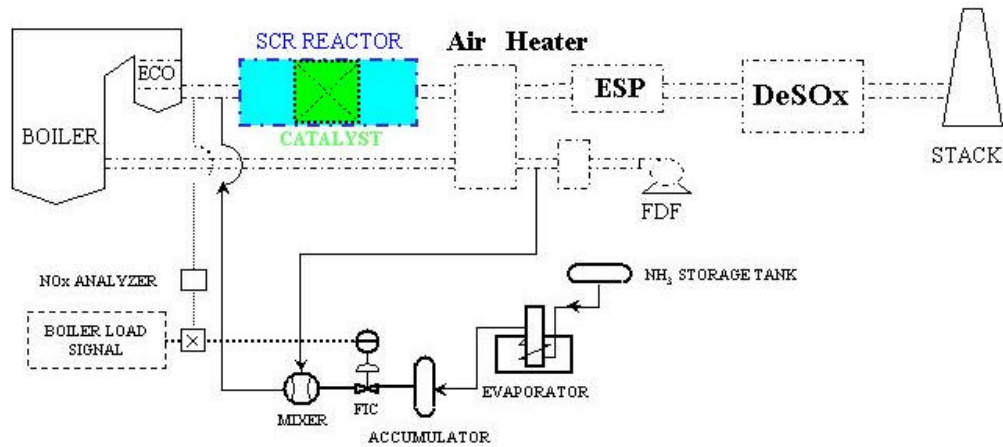 SCR REACTOR
Air Heater
ECO
ESP
DeSOx
BOILER
CATALYST
STACK
FDF
NOx ANALYZER
NH3 STORAGE TANK
BOILER LOAD
SIGNAL
EVAPORATOR
MIXER
FIC
ACCUMULATOR